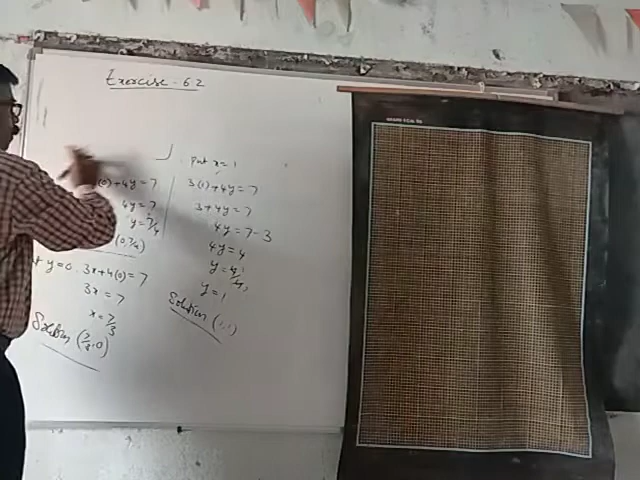 Exercise - 6.2
(0)+4y=7
4y=7
y=7/4
(0,7/4)
y=0. 3x+4(0)=7
3x=7
x=7/3
Solution (7/3,0)
Put x=1
3(1)+4y=7
3+4y=7
4y=7-3
4y=4
y=4/4
y=1
Solution (1,1)